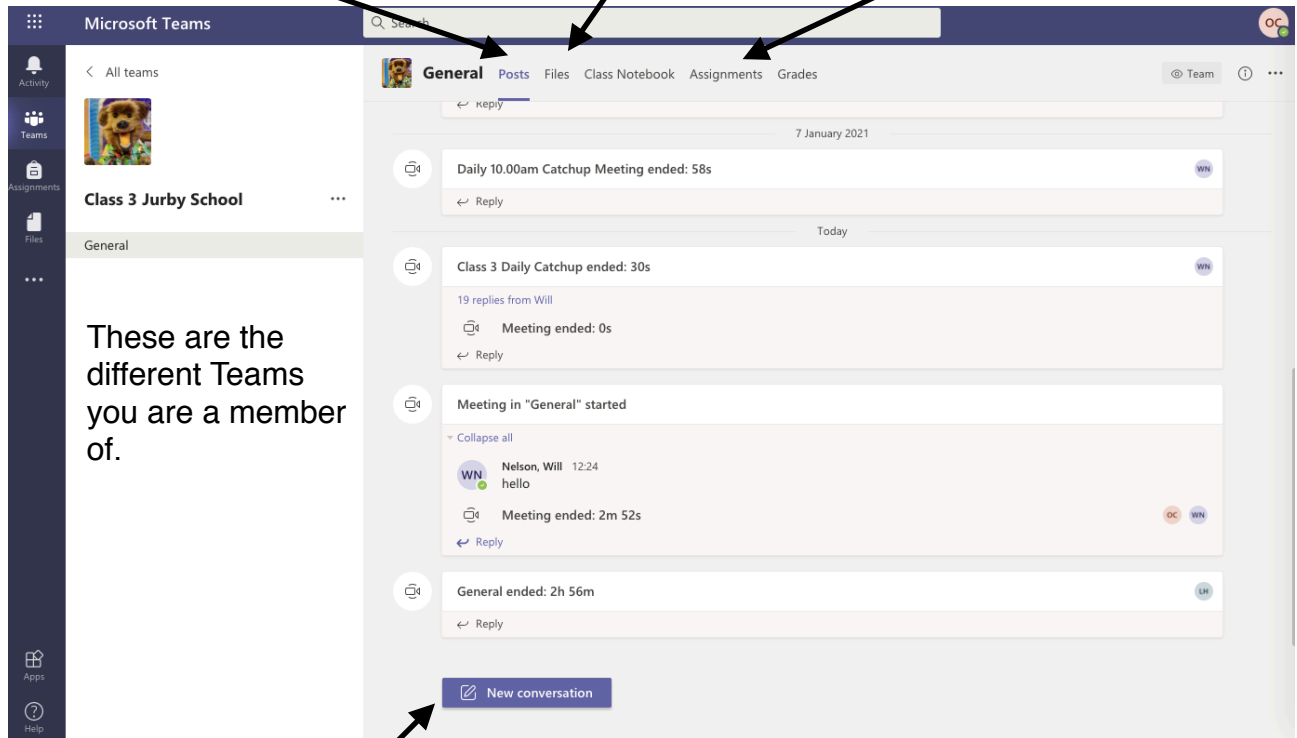 Microsoft Teams
Search
OC
Activity
Teams
Assignments
Files
Apps
Help
< All teams
Class 3 Jurby School
General
These are the
different Teams
you are a member
of.
General Posts Files Class Notebook Assignments Grades
Team
Reply
7 January 2021
Daily 10.00am Catchup Meeting ended: 58s
WN
Reply
Today
Class 3 Daily Catchup ended: 30s
WN
19 replies from Will
Meeting ended: 0s
Reply
Meeting in "General" started
Collapse all
WN
Nelson, Will 12:24
hello
Meeting ended: 2m 52s
OC WN
Reply
General ended: 2h 56m
LH
Reply
New conversation